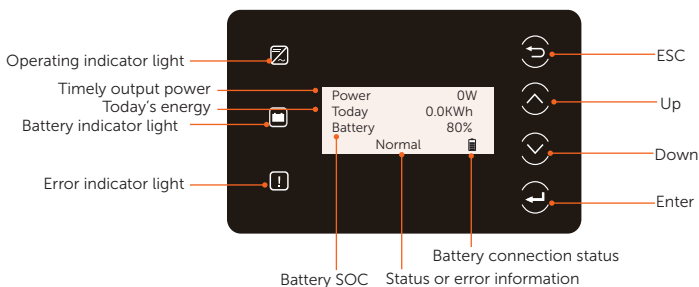 Operating indicator light
Timely output power
Today's energy
Battery indicator light
Error indicator light
Power 0W
Today 0.0KWh
Battery 80%
Normal
ESC
Up
Down
Enter
Battery connection status
Battery SOC
Status or error information